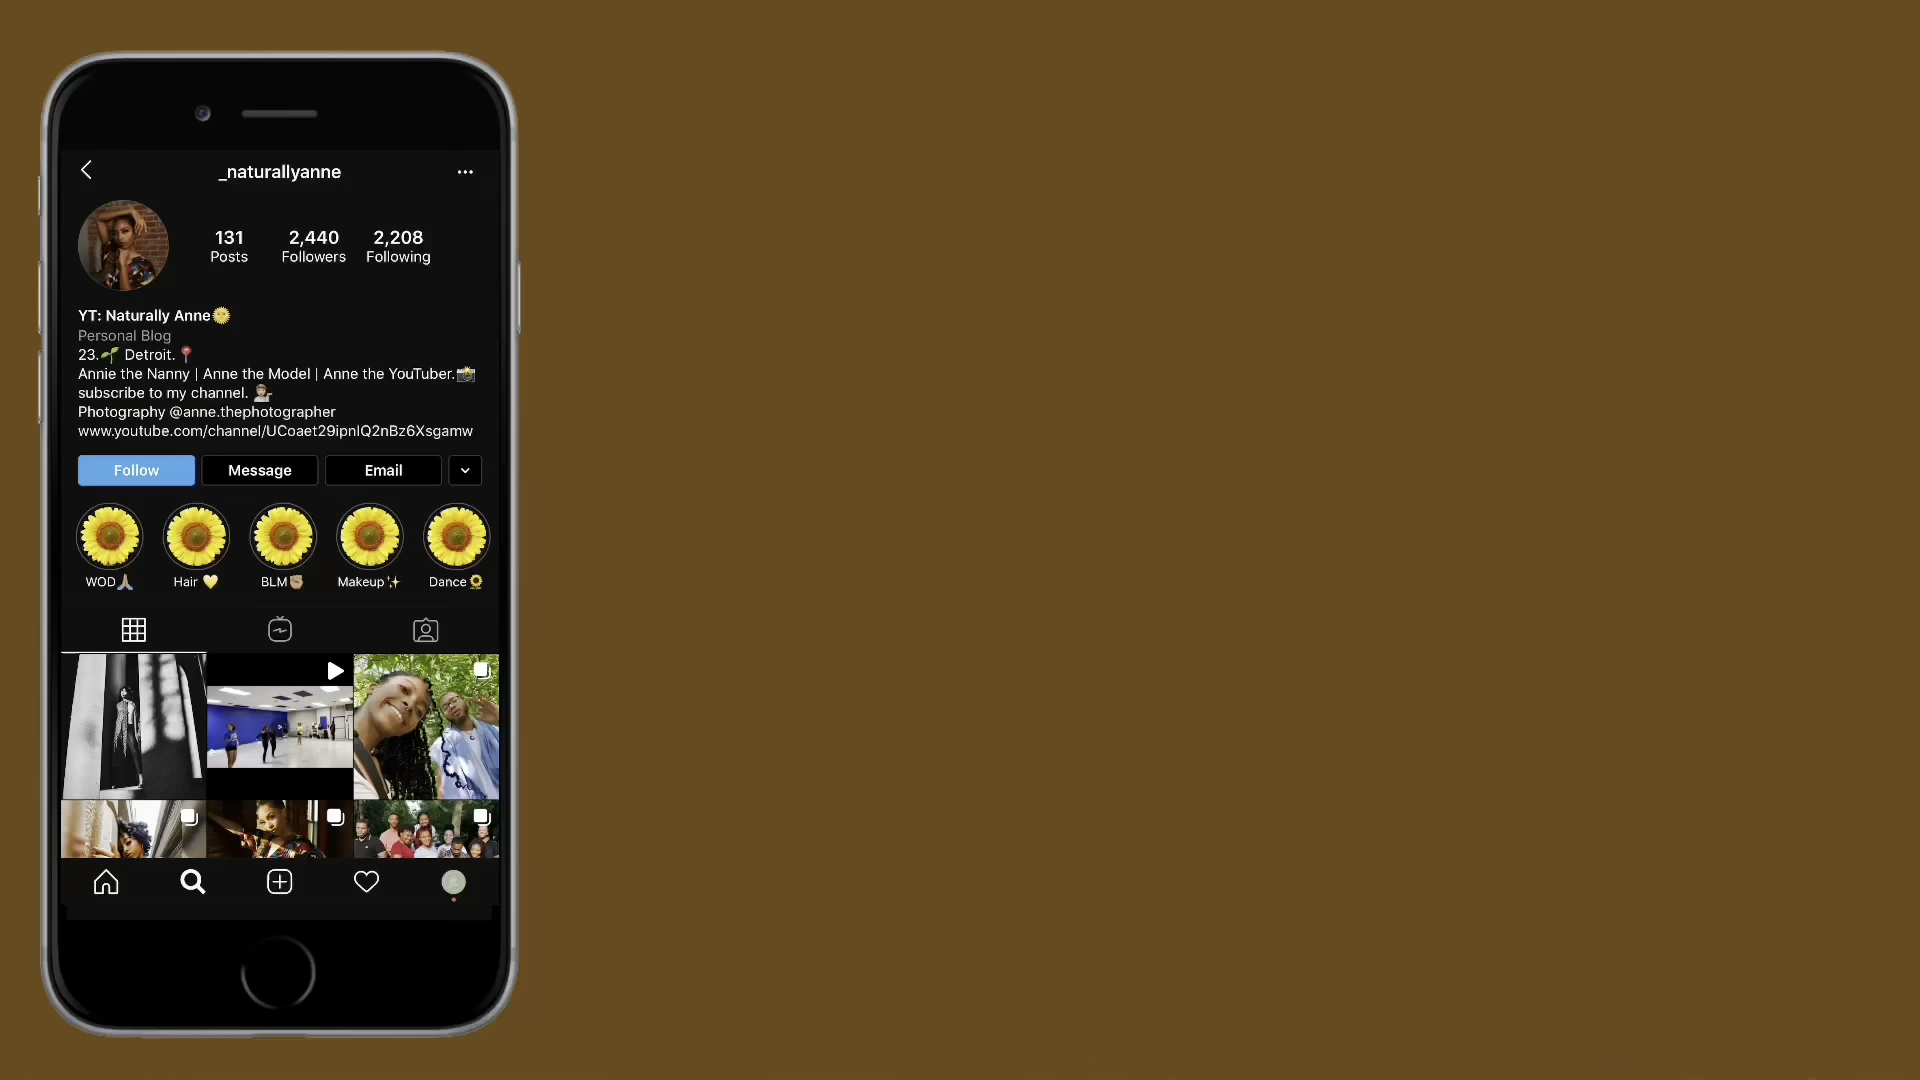 _naturallyanne
131 2,440 2,208
Posts Followers Following
YT: Naturally Anne🌞
Personal Blog
23.🌱 Detroit.📍
Annie the Nanny | Anne the Model | Anne the YouTuber.📸
subscribe to my channel. 💁🏼‍♀️
Photography @anne.thephotographer
www.youtube.com/channel/UCoaet29ipnlQ2nBz6Xsgamw
Follow Message Email
WOD🙏🏽 Hair 💛 BLM✊🏽 Makeup✨ Dance🌻